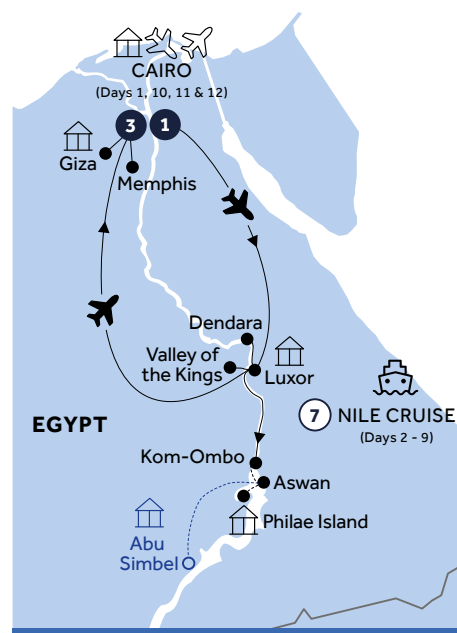 CAIRO
(Days 1, 10, 11 & 12)
3
1
Giza
Memphis
Dendara
Valley of
the Kings
Luxor
7
NILE CRUISE
(Days 2 - 9)
EGYPT
Kom-Ombo
Aswan
Philae Island
Abu
Simbel